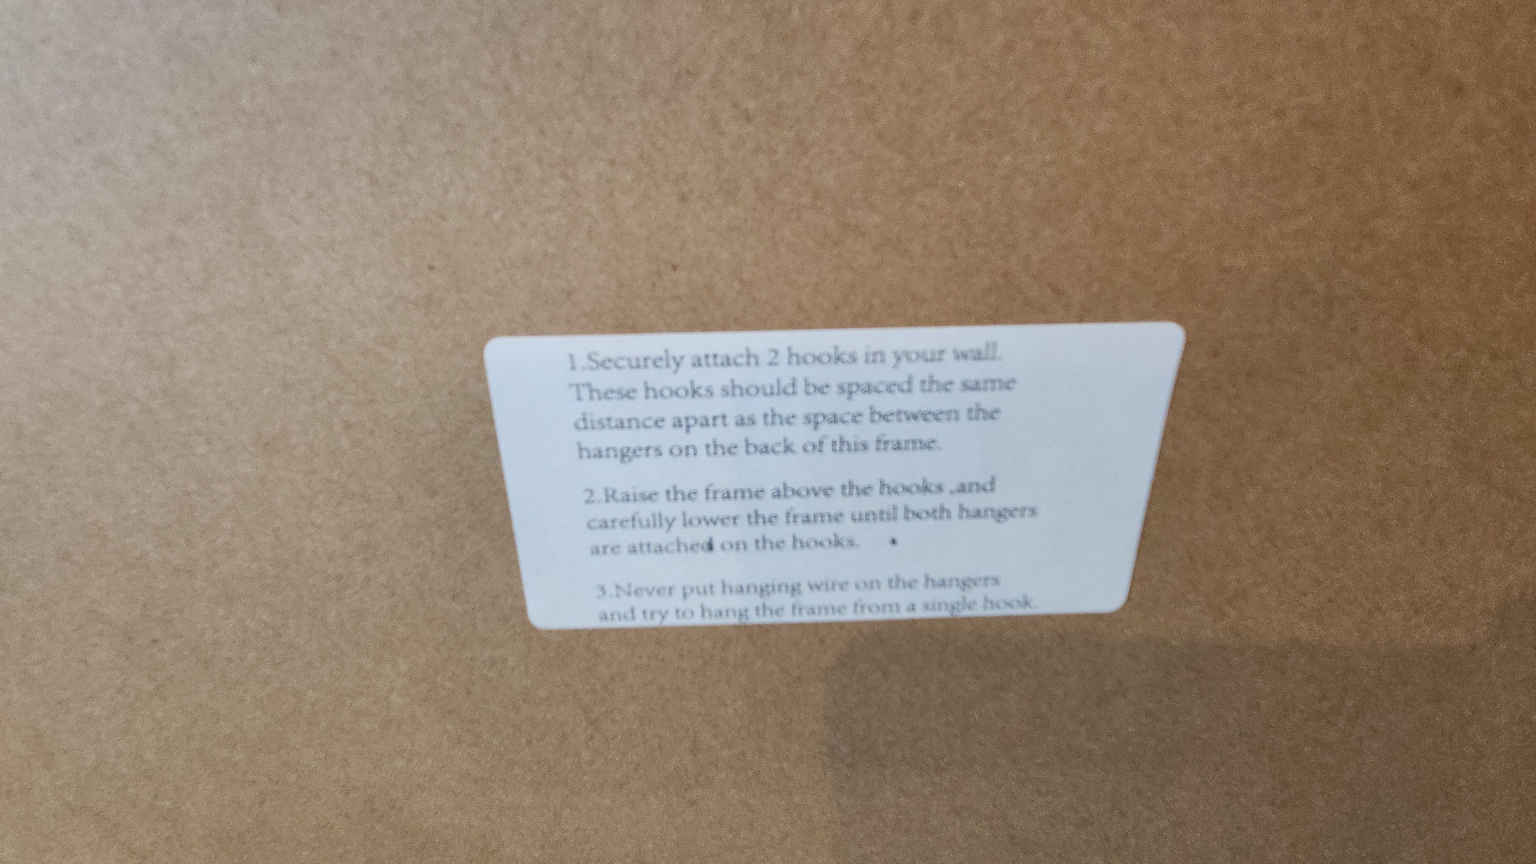 1.Securely attach 2 hooks in your wall.
These hooks should be spaced the same
distance apart as the space between the
hangers on the back of this frame.
2.Raise the frame above the hooks ,and
carefully lower the frame until both hangers
are attached on the hooks.
3.Never put hanging wire on the hangers
and try to hang the frame from a single hook.